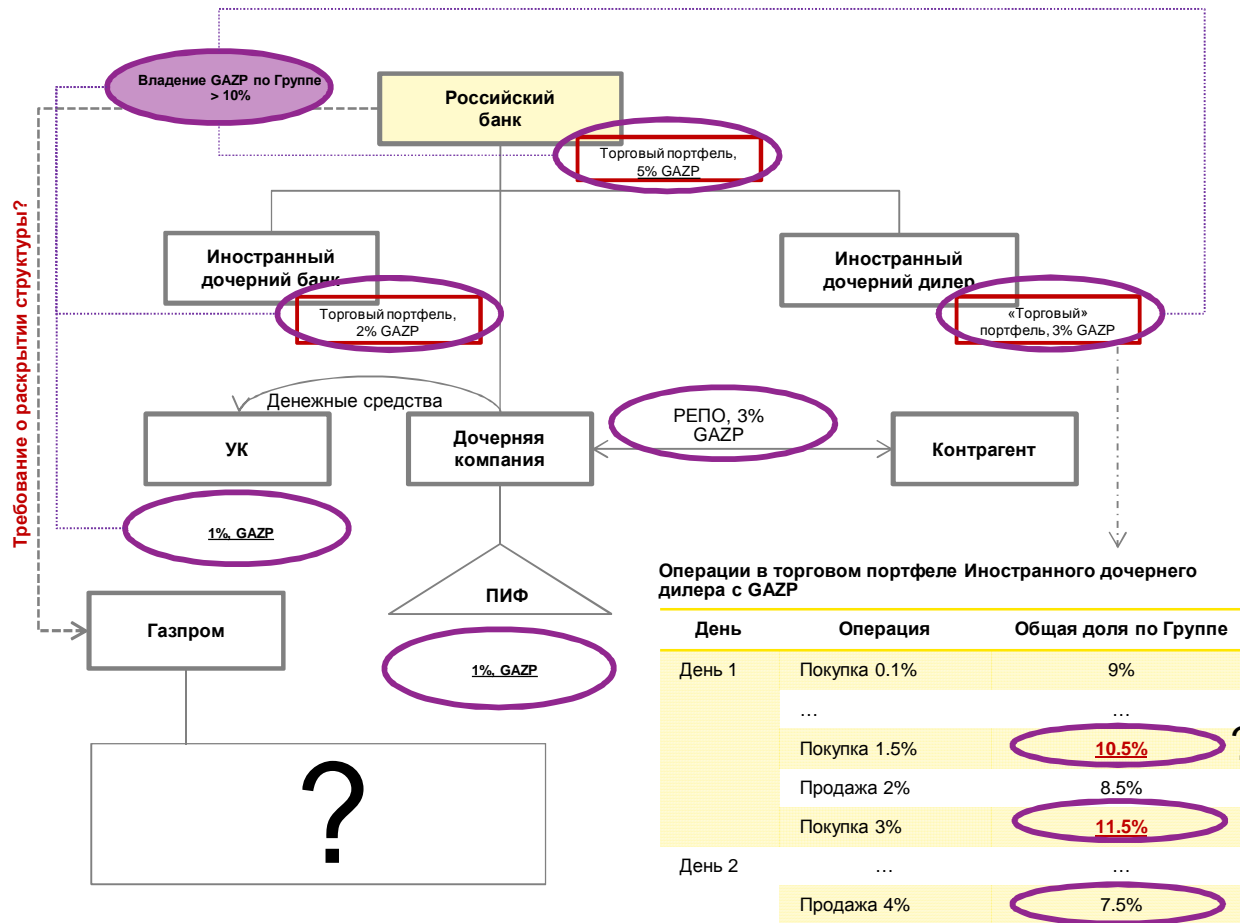 Владение GAZP по Группе
> 10%
Российский
банк
Торговый портфель,
5% GAZP
Требование о раскрытии структуры?
Иностранный
дочерний банк
Торговый портфель,
2% GAZP
Иностранный
дочерний дилер
«Торговый»
портфель, 3% GAZP
Денежные средства
УК
1%, GAZP
Дочерняя
компания
РЕПО, 3%
GAZP
Контрагент
ПИФ
1%, GAZP
Газпром
?
Операции в торговом портфеле Иностранного дочернего
дилера с GAZP
День Операция Общая доля по Группе
День 1 Покупка 0.1% 9%
... ...
Покупка 1.5% 10.5% ?
Продажа 2% 8.5%
Покупка 3% 11.5%
День 2 ... ...
Продажа 4% 7.5%